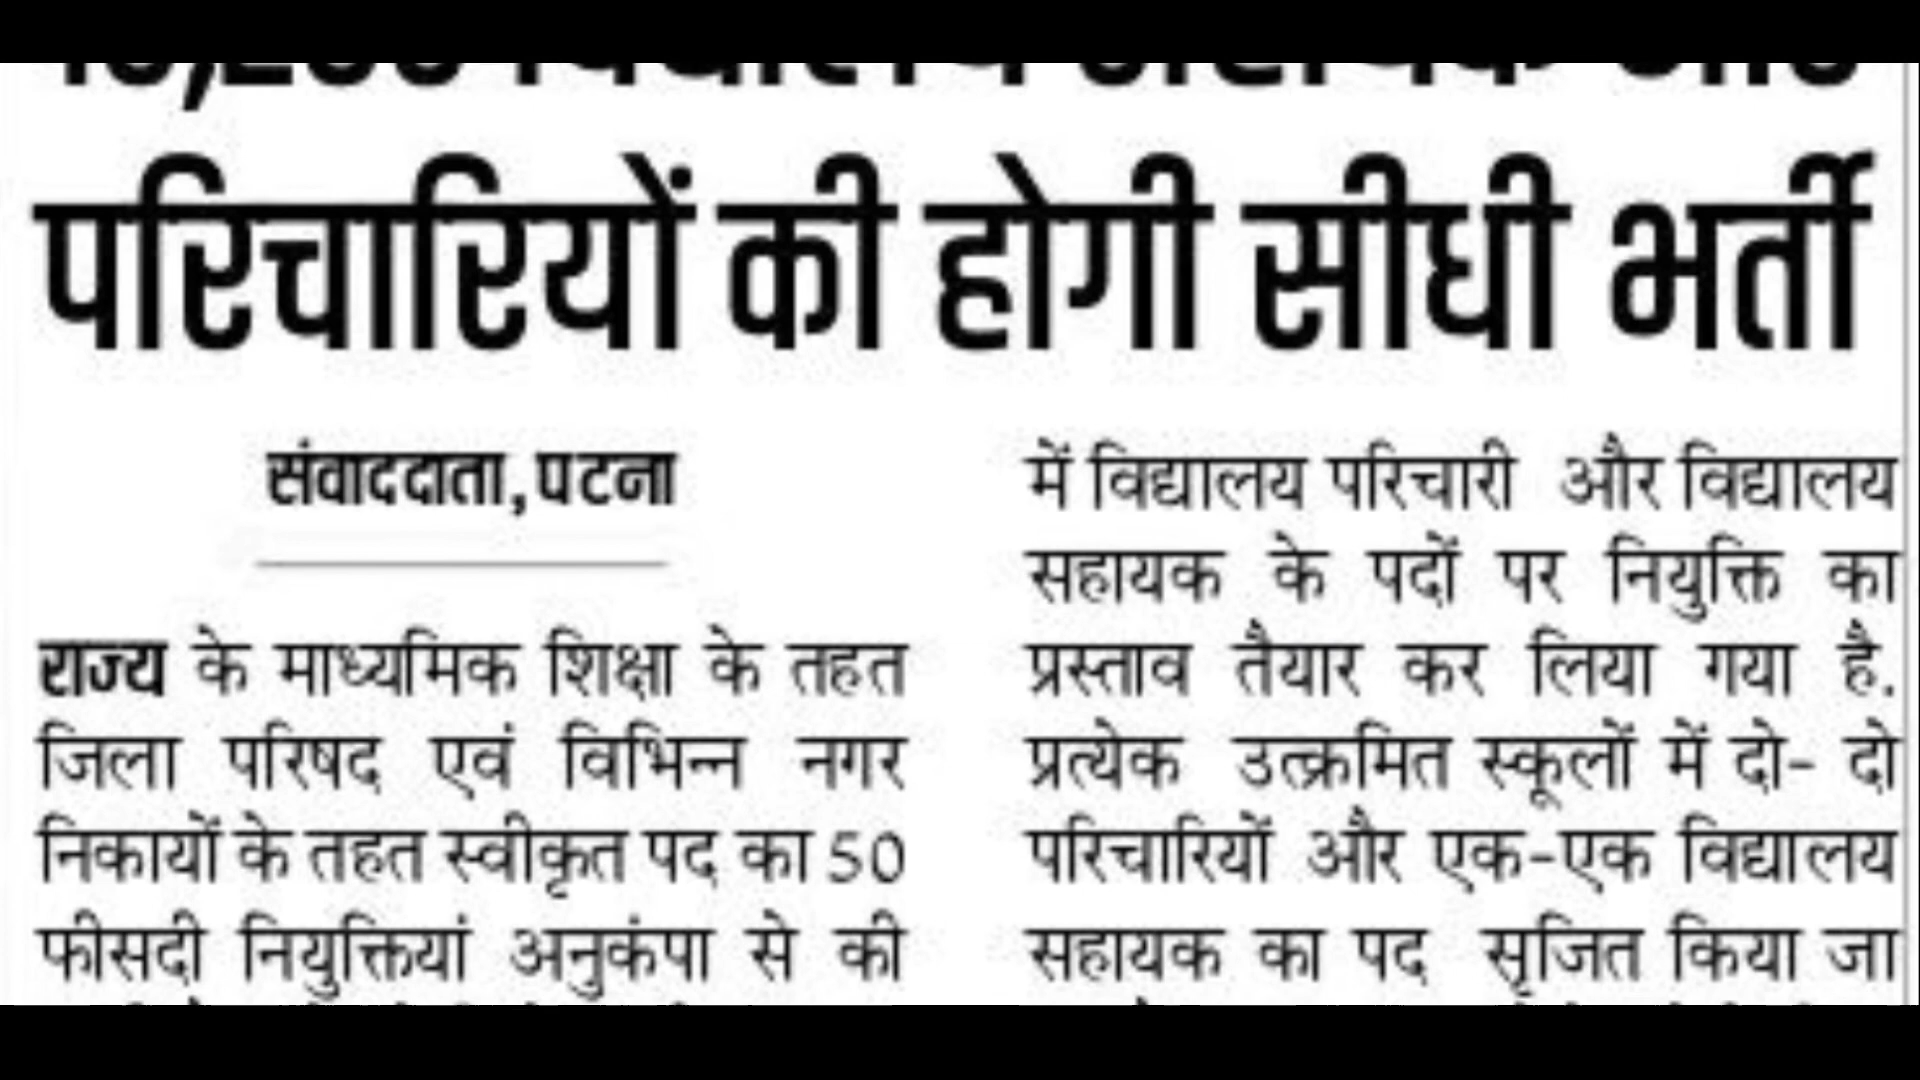 परिचारियों की होगी सीधी भर्ती
संवाददाता, पटना
राज्य के माध्यमिक शिक्षा के तहत
जिला परिषद एवं विभिन्न नगर
निकायों के तहत स्वीकृत पद का 50
फीसदी नियुक्तियां अनुकंपा से की
में विद्यालय परिचारी और विद्यालय
सहायक के पदों पर नियुक्ति का
प्रस्ताव तैयार कर लिया गया है.
प्रत्येक उत्क्रमित स्कूलों में दो- दो
परिचारियों और एक-एक विद्यालय
सहायक का पद सृजित किया जा